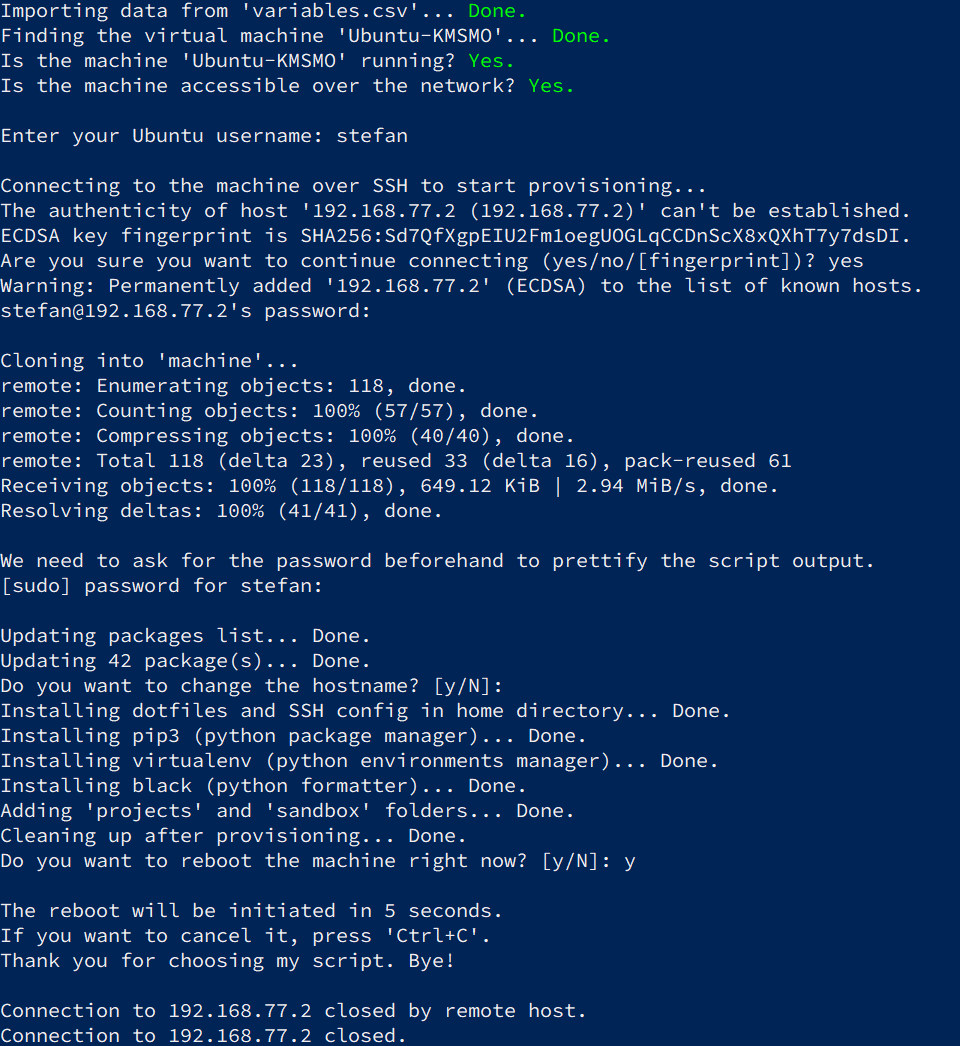 Importing data from 'variables.csv'... Done.
Finding the virtual machine 'Ubuntu-KMSMO'... Done.
Is the machine 'Ubuntu-KMSMO' running? Yes.
Is the machine accessible over the network? Yes.
Enter your Ubuntu username: stefan
Connecting to the machine over SSH to start provisioning...
The authenticity of host '192.168.77.2 (192.168.77.2)' can't be established.
ECDSA key fingerprint is SHA256:Sd7QfXgpEIU2Fm1oegUOGLqCCDnScX8xQXhT7y7dsDI.
Are you sure you want to continue connecting (yes/no/[fingerprint])? yes
Warning: Permanently added '192.168.77.2' (ECDSA) to the list of known hosts.
stefan@192.168.77.2's password:
Cloning into 'machine'...
remote: Enumerating objects: 118, done.
remote: Counting objects: 100% (57/57), done.
remote: Compressing objects: 100% (40/40), done.
remote: Total 118 (delta 23), reused 33 (delta 16), pack-reused 61
Receiving objects: 100% (118/118), 649.12 KiB | 2.94 MiB/s, done.
Resolving deltas: 100% (41/41), done.
We need to ask for the password beforehand to prettify the script output.
[sudo] password for stefan:
Updating packages list... Done.
Updating 42 package(s)... Done.
Do you want to change the hostname? [y/N]:
Installing dotfiles and SSH config in home directory... Done.
Installing pip3 (python package manager)... Done.
Installing virtualenv (python environments manager)... Done.
Installing black (python formatter)... Done.
Adding 'projects' and 'sandbox' folders... Done.
Cleaning up after provisioning... Done.
Do you want to reboot the machine right now? [y/N]: y
The reboot will be initiated in 5 seconds.
If you want to cancel it, press 'Ctrl+C'.
Thank you for choosing my script. Bye!
Connection to 192.168.77.2 closed by remote host.
Connection to 192.168.77.2 closed.